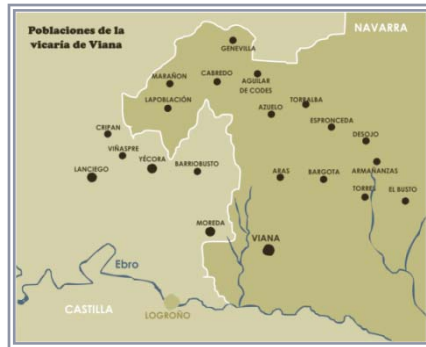 Poblaciones de la
vicaría de Viana
NAVARRA
GENEVILLA
MARAÑON
CABREDO
AGUILAR
DE CODES
LAPOBLACIÓN
AZUELO
TORRALBA
ESPRONCEDA
CRIPAN
DESOJO
VIÑASPRE
LANCIEGO
YÉCORA
BARRIOBUSTO
ARAS
BARGOTA
ARMAÑANZAS
TORRES
EL BUSTO
MOREDA
VIANA
Ebro
CASTILLA
LOGROÑO